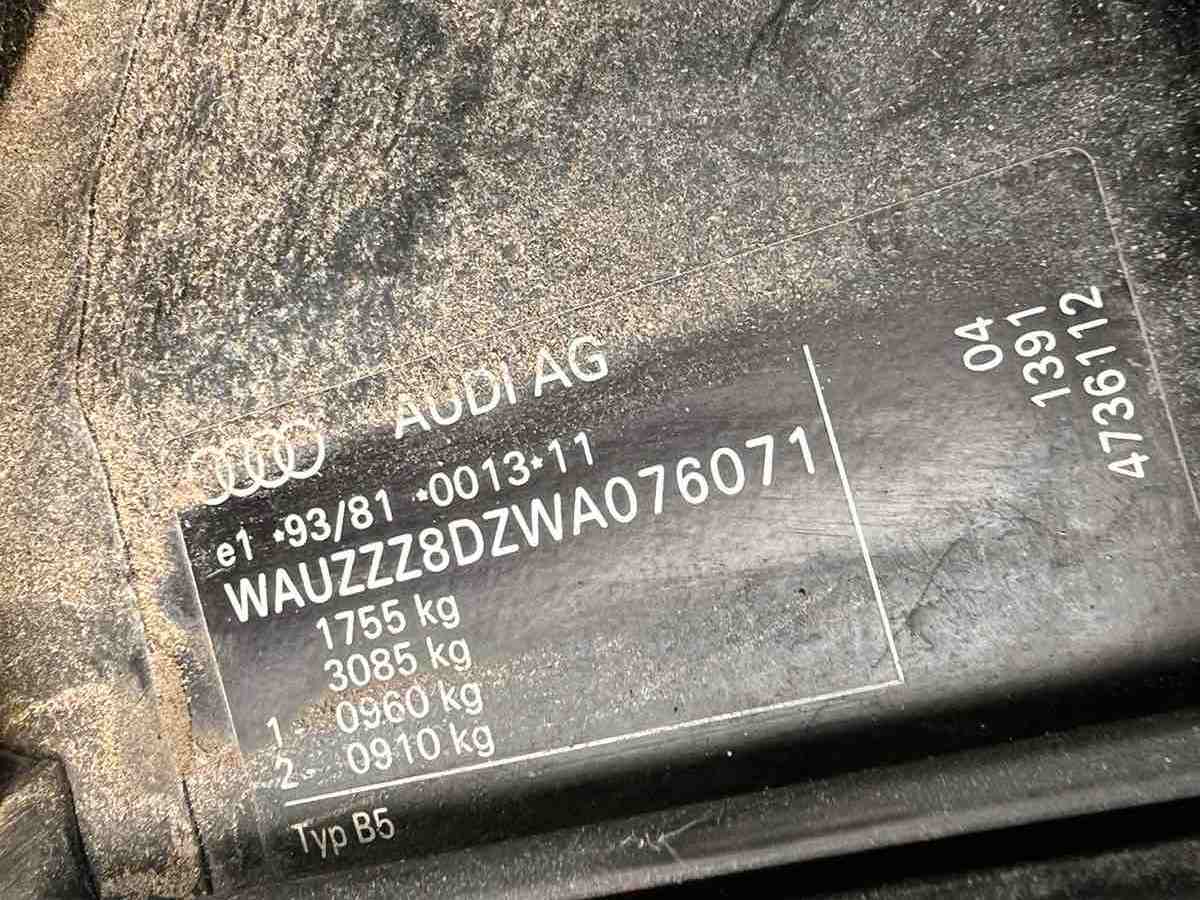 AUDI AG
e1 *93/81 *0013*11
WAUZZZ8DZWA076071
1755 kg
3085 kg
1- 0960 kg
2- 0910 kg
Typ B5
04
1391
4736112